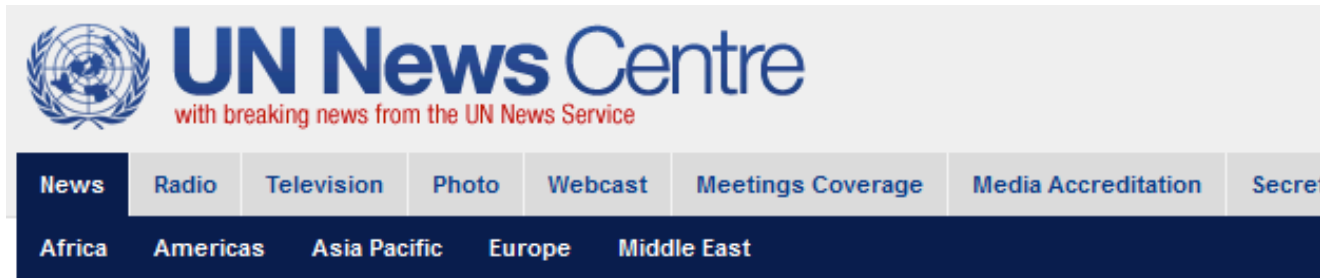 UN News Centre
with breaking news from the UN News Service
News Radio Television Photo Webcast Meetings Coverage Media Accreditation
Africa Americas Asia Pacific Europe Middle East